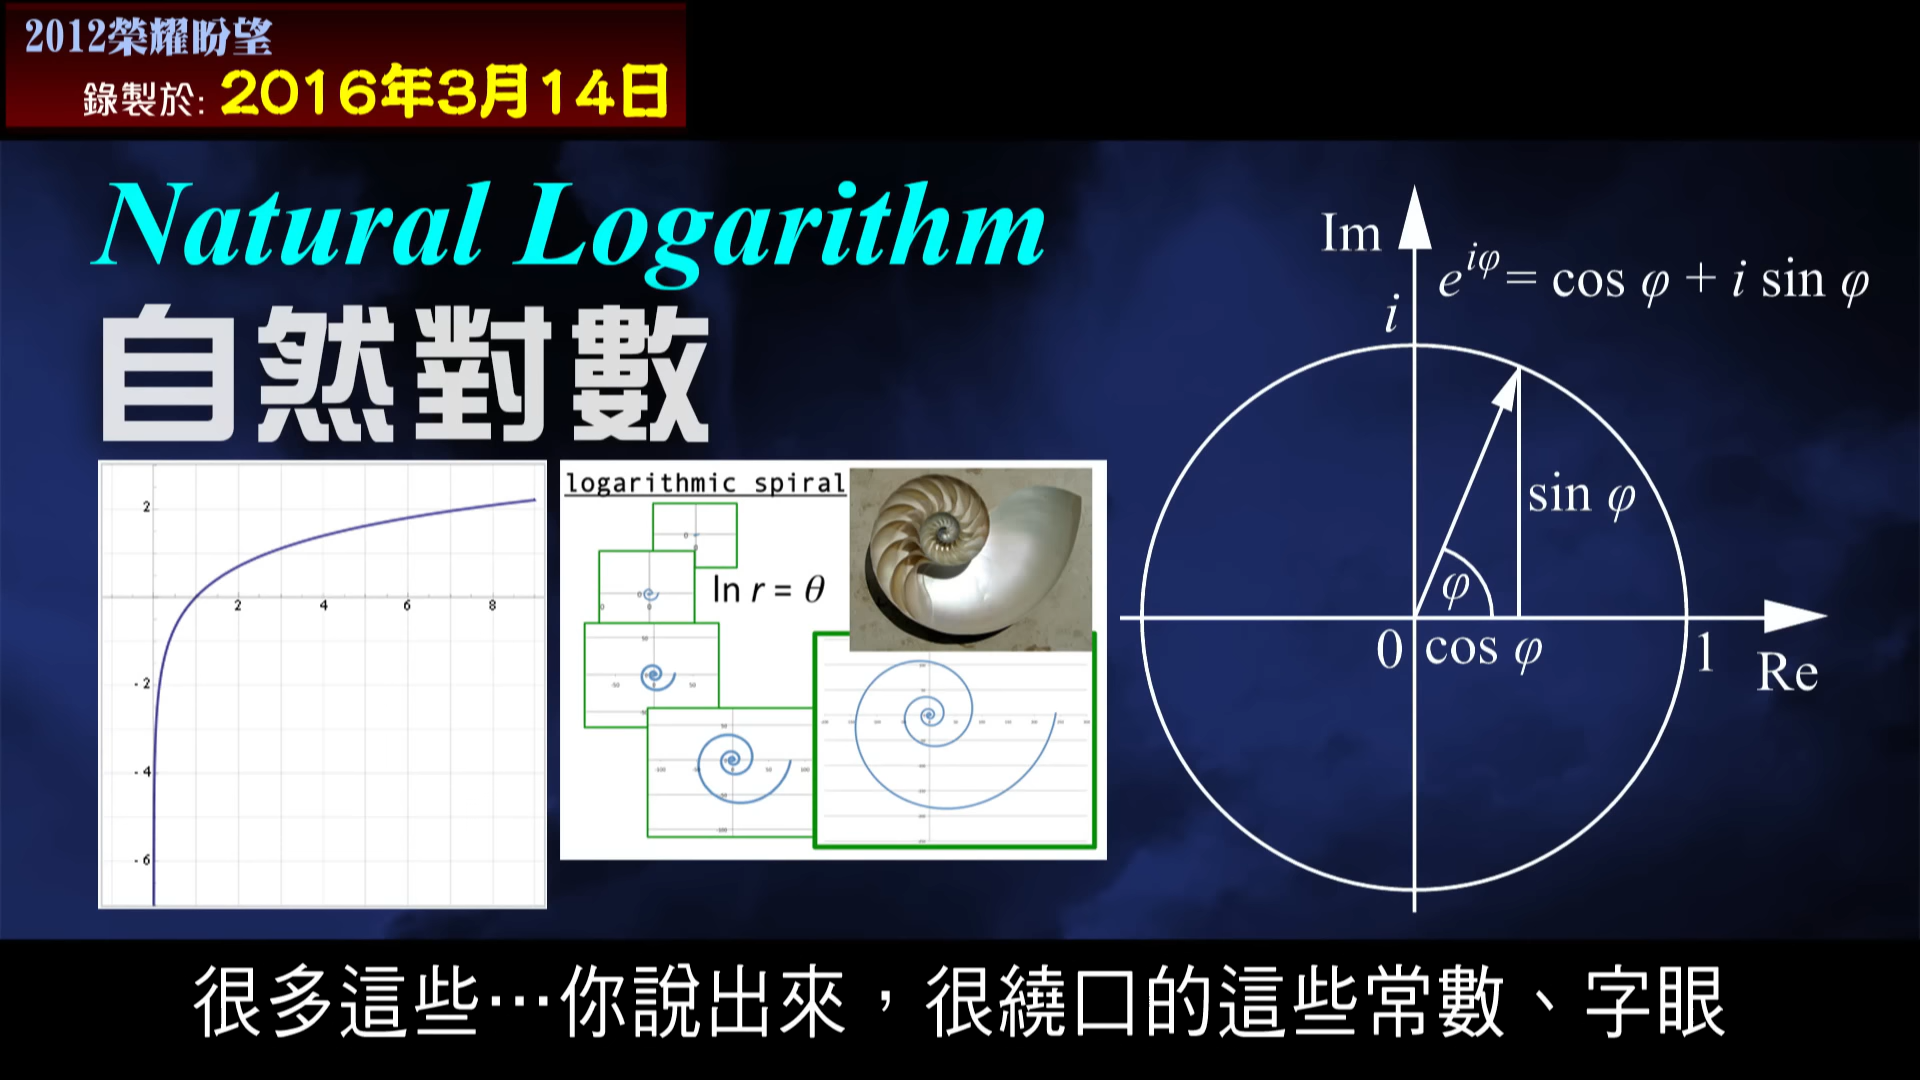 2012榮耀盼望
錄製於: 2016年3月14日
Natural Logarithm
自然對數
2
2 4 6 8
- 2
- 4
- 6
logarithmic spiral
ln r = θ
Im
e^{iφ} = cos φ + i sin φ
i
sin φ
φ
0 cos φ 1
Re
很多這些…你說出來，很繞口的這些常數、字眼